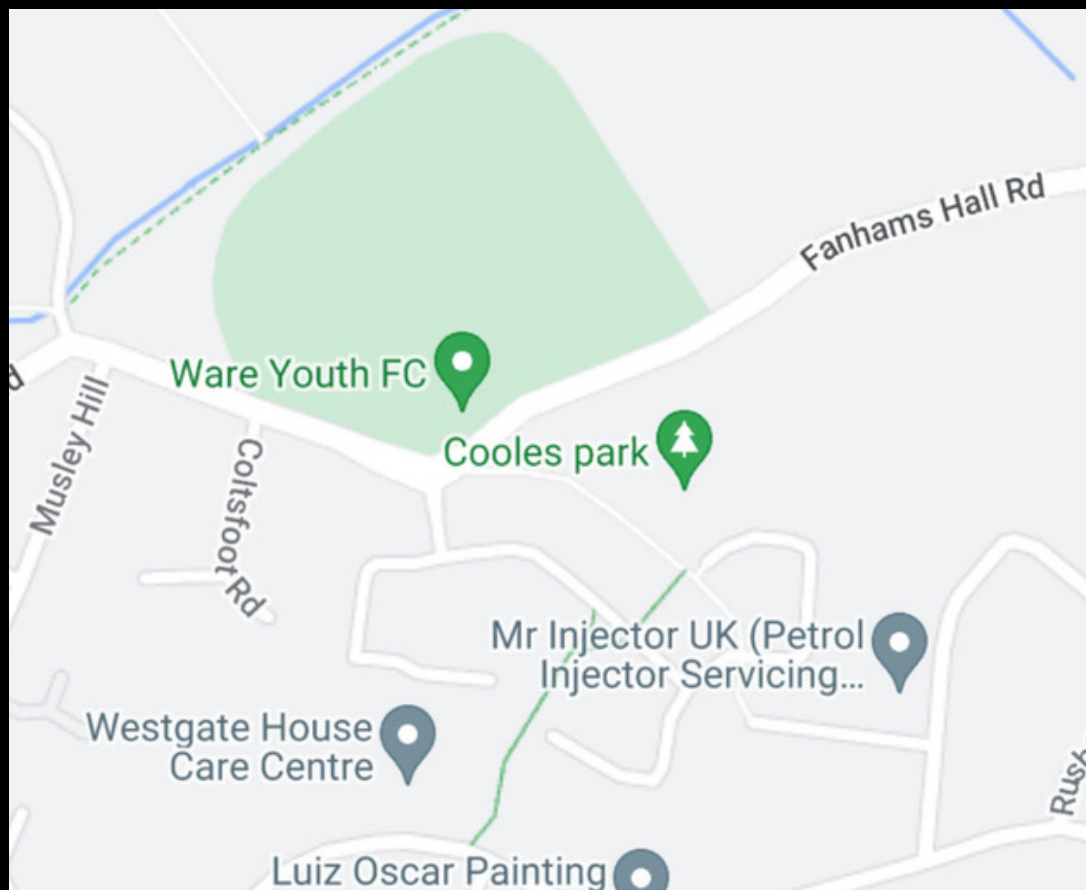 Fanhams Hall Rd
Ware Youth FC
Cooles park
Musley Hill
Coltsfoot Rd
Mr Injector UK (Petrol
Injector Servicing...
Westgate House
Care Centre
Luiz Oscar Painting